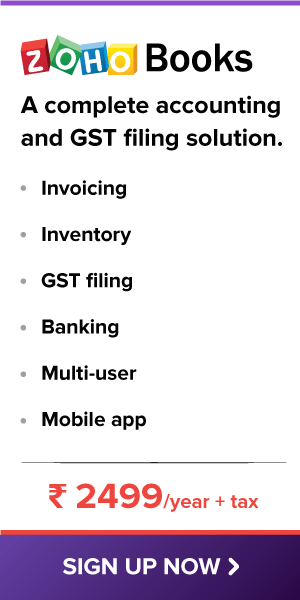 ZOHO Books
A complete accounting
and GST filing solution.
Invoicing
Inventory
GST filing
Banking
Multi-user
Mobile app
₹ 2499/year + tax
SIGN UP NOW